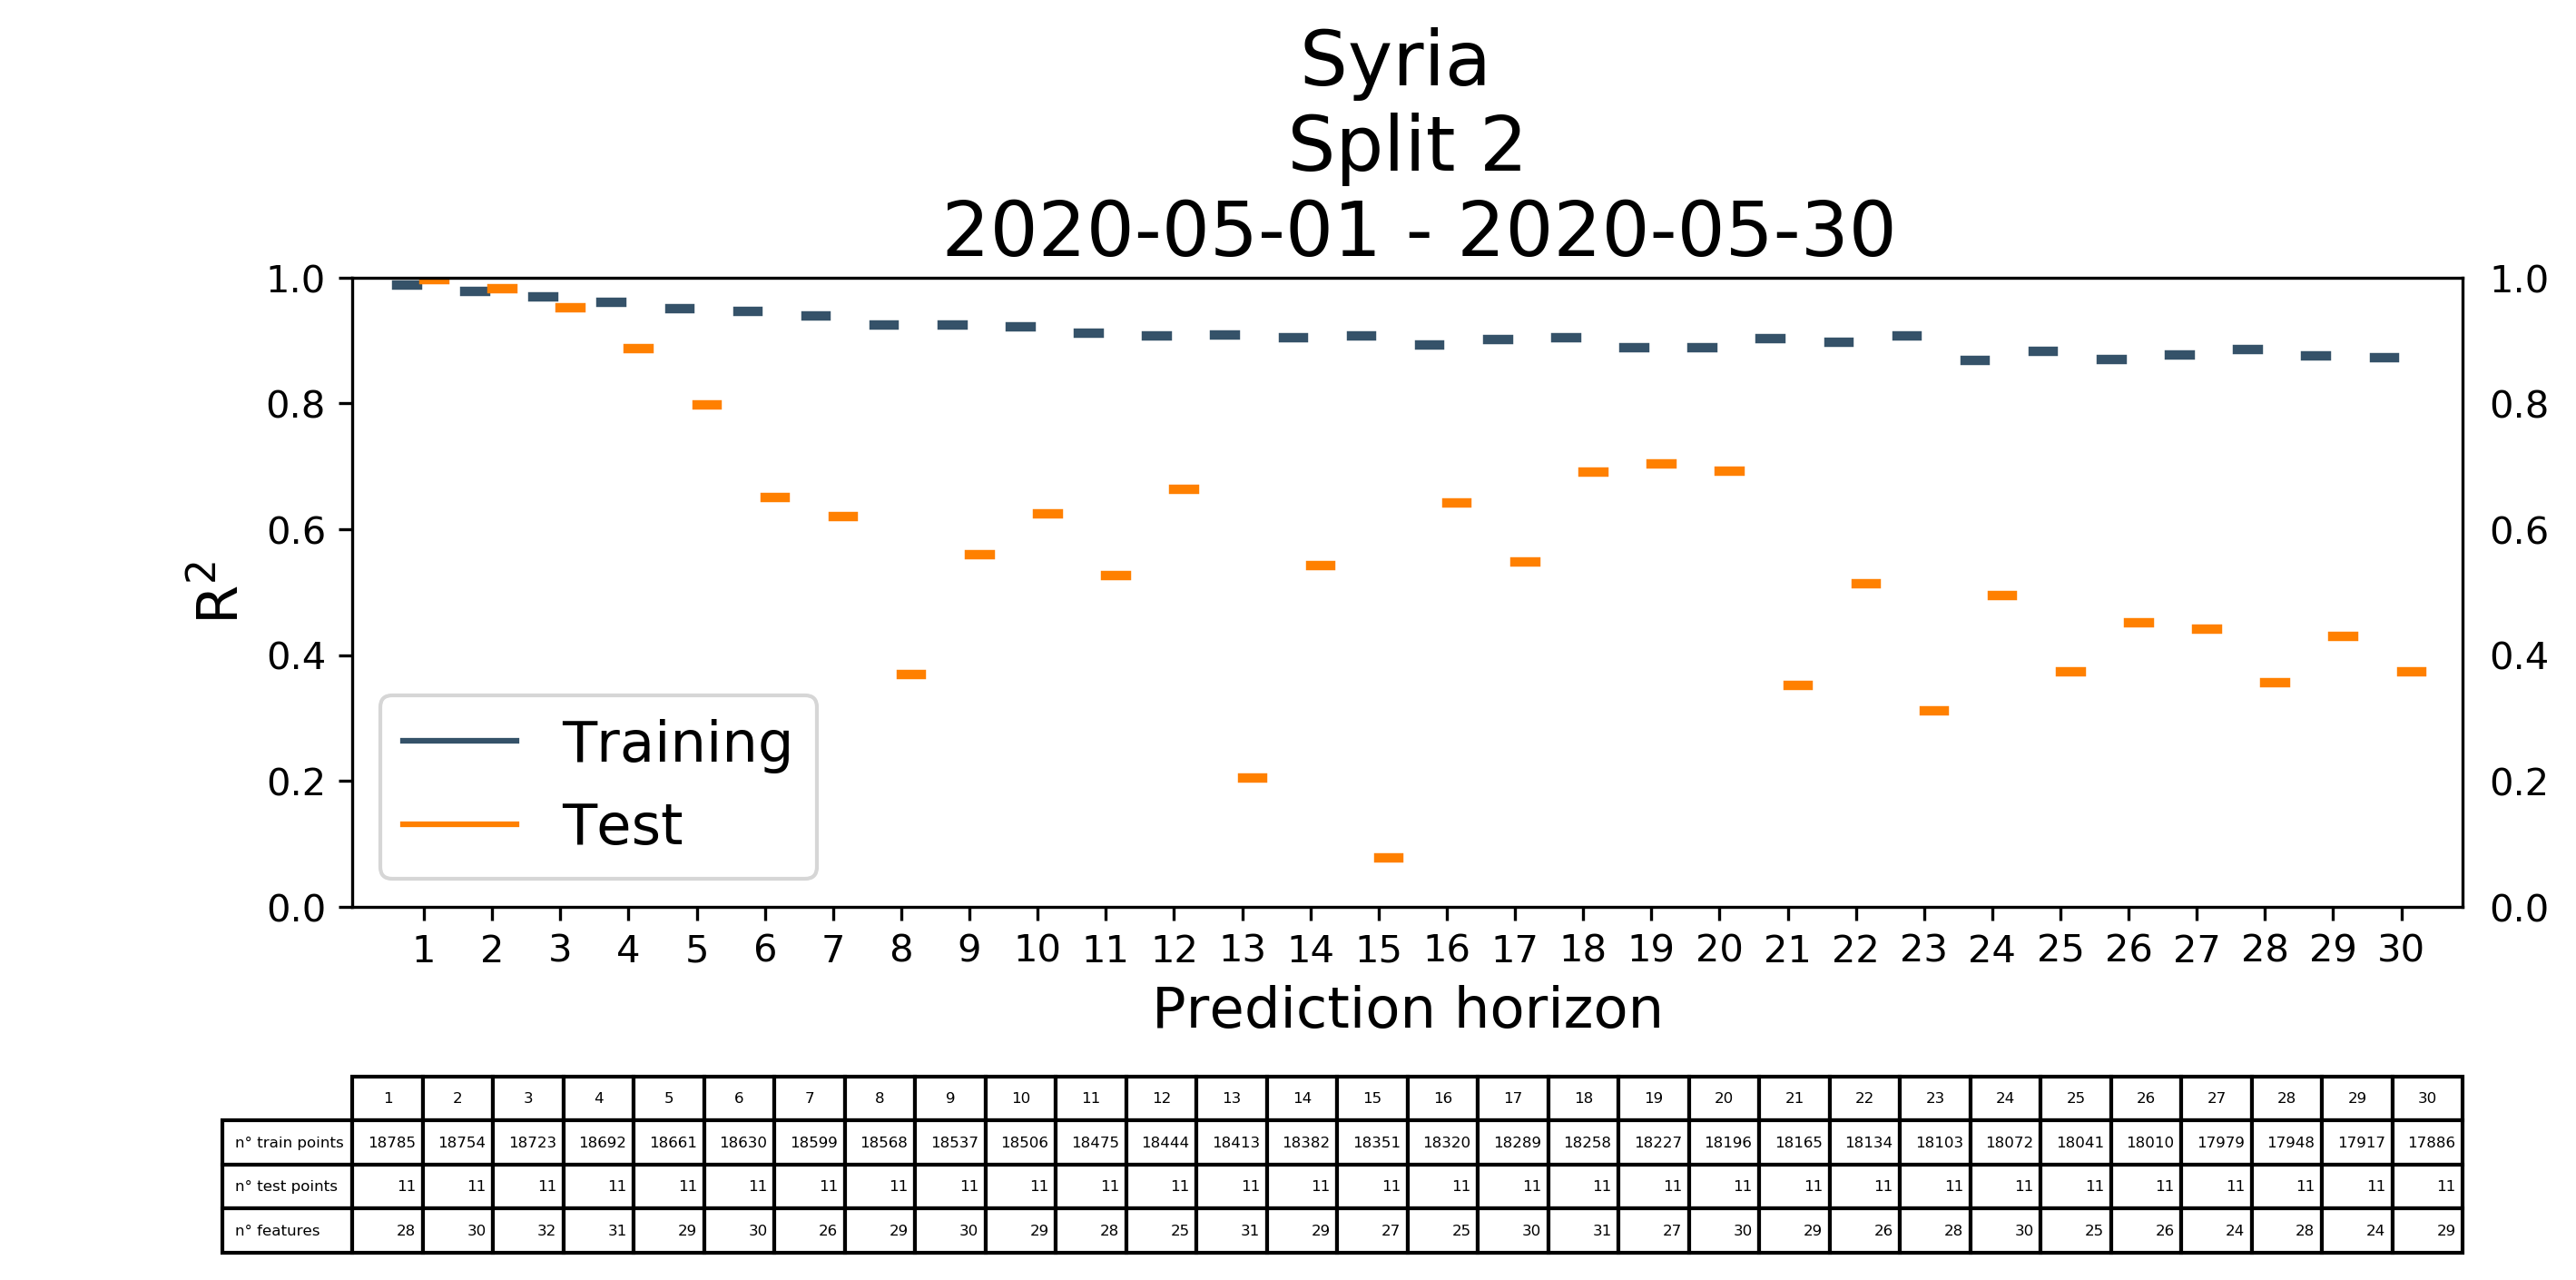 Syria
Split 2
2020-05-01 - 2020-05-30
1.0 1.0
0.8 0.8
0.6 0.6
0.4 0.4
0.2 0.2
0.0 0.0
R²
Training
Test
1 2 3 4 5 6 7 8 9 10 11 12 13 14 15 16 17 18 19 20 21 22 23 24 25 26 27 28 29 30
Prediction horizon
1 2 3 4 5 6 7 8 9 10 11 12 13 14 15 16 17 18 19 20 21 22 23 24 25 26 27 28 29 30
n° train points 18785 18754 18723 18692 18661 18630 18599 18568 18537 18506 18475 18444 18413 18382 18351 18320 18289 18258 18227 18196 18165 18134 18103 18072 18041 18010 17979 17948 17917 17886
n° test points 11 11 11 11 11 11 11 11 11 11 11 11 11 11 11 11 11 11 11 11 11 11 11 11 11 11 11 11 11 11
n° features 28 30 32 31 29 30 26 29 30 29 28 25 31 29 27 25 30 31 27 30 29 26 28 30 25 26 24 28 24 29